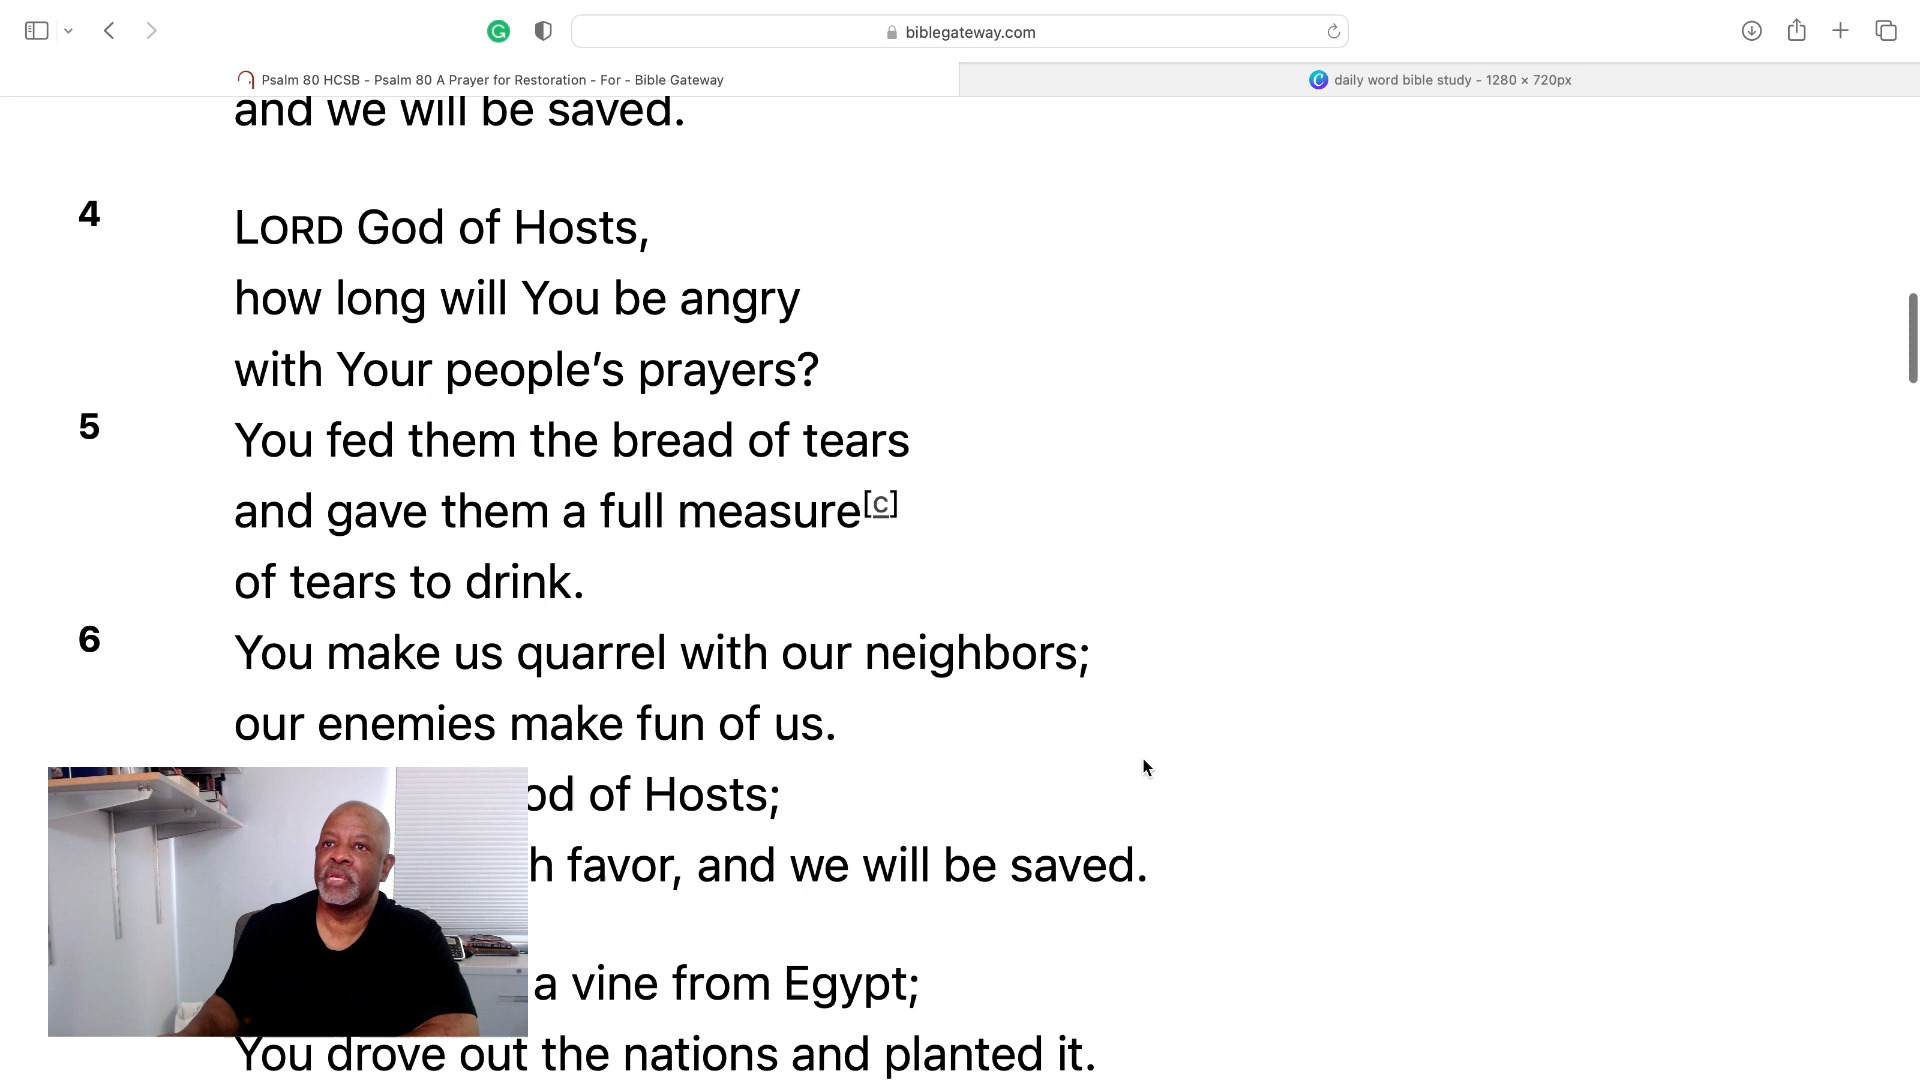 biblegateway.com
Psalm 80 HCSB - Psalm 80 A Prayer for Restoration - For - Bible Gateway
daily word bible study - 1280 × 720px
and we will be saved.
4 LORD God of Hosts,
how long will You be angry
with Your people’s prayers?
5 You fed them the bread of tears
and gave them a full measure[c]
of tears to drink.
6 You make us quarrel with our neighbors;
our enemies make fun of us.
of Hosts;
favor, and we will be saved.
a vine from Egypt;
You drove out the nations and planted it.